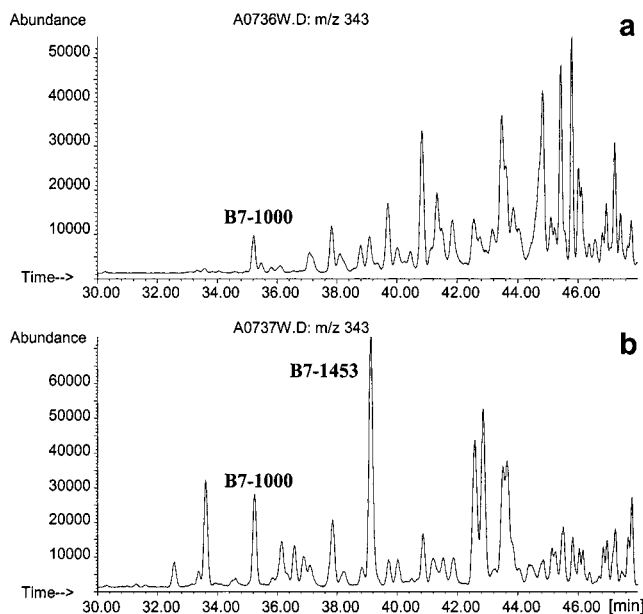 Abundance A0736W.D: m/z 343 a
50000
40000
30000
20000
10000
B7-1000
Time-->
30.00 32.00 34.00 36.00 38.00 40.00 42.00 44.00 46.00
Abundance A0737W.D: m/z 343 b
B7-1453
60000
50000
40000
30000
20000
10000
B7-1000
Time-->
30.00 32.00 34.00 36.00 38.00 40.00 42.00 44.00 [min]